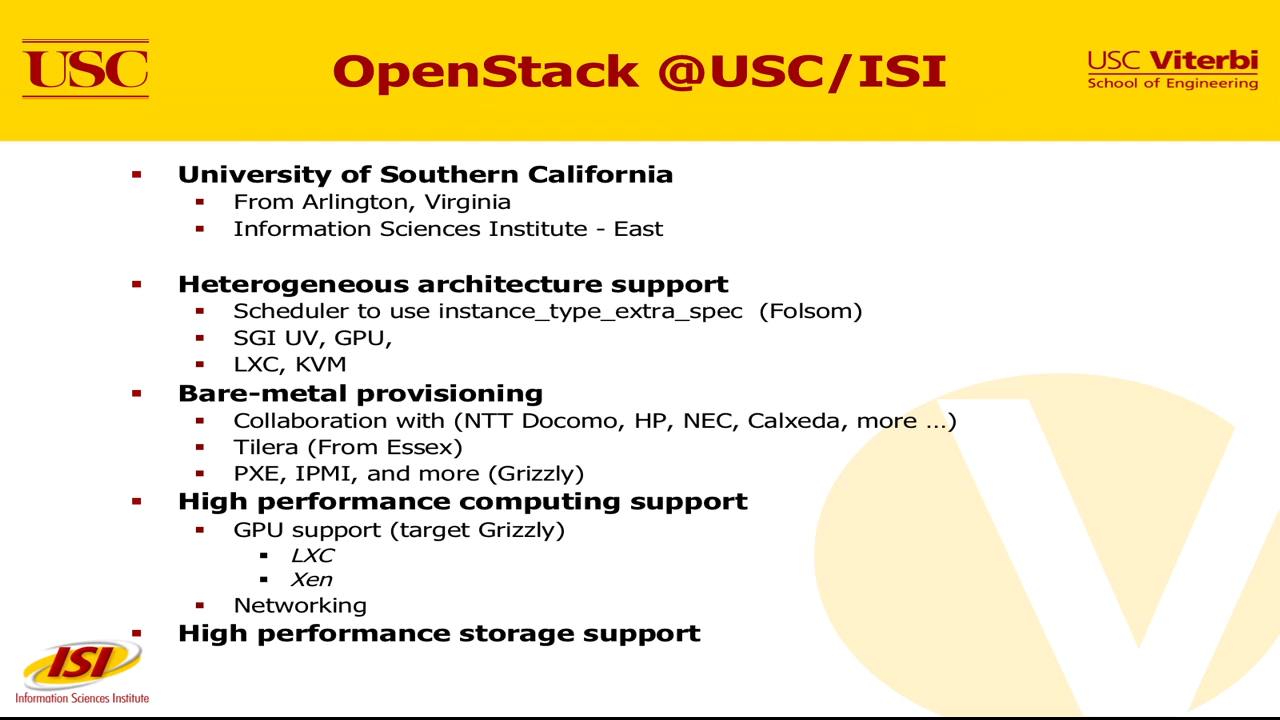 USC
OpenStack @USC/ISI
USC Viterbi
School of Engineering
University of Southern California
From Arlington, Virginia
Information Sciences Institute - East
Heterogeneous architecture support
Scheduler to use instance_type_extra_spec (Folsom)
SGI UV, GPU,
LXC, KVM
Bare-metal provisioning
Collaboration with (NTT Docomo, HP, NEC, Calxeda, more ...)
Tilera (From Essex)
PXE, IPMI, and more (Grizzly)
High performance computing support
GPU support (target Grizzly)
LXC
Xen
Networking
High performance storage support
ISI
Information Sciences Institute